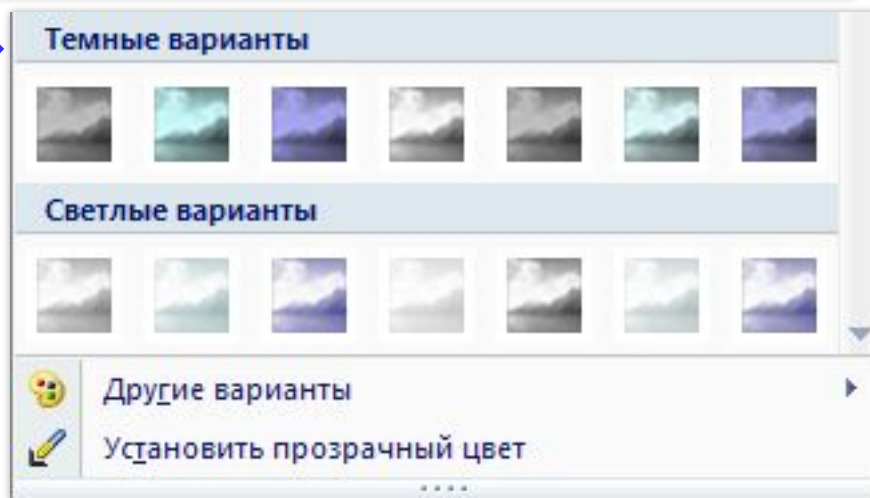 Темные варианты
Светлые варианты
Другие варианты
Установить прозрачный цвет